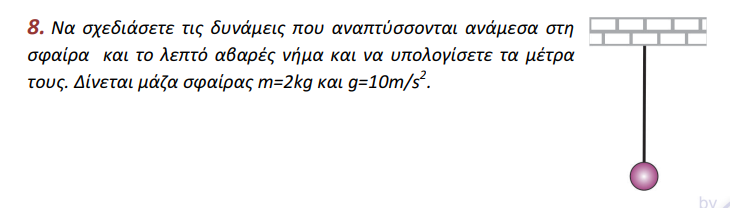 8. Να σχεδιάσετε τις δυνάμεις που αναπτύσσονται ανάμεσα στη
σφαίρα και το λεπτό αβαρές νήμα και να υπολογίσετε τα μέτρα
τους. Δίνεται μάζα σφαίρας m=2kg και g=10m/s².
by